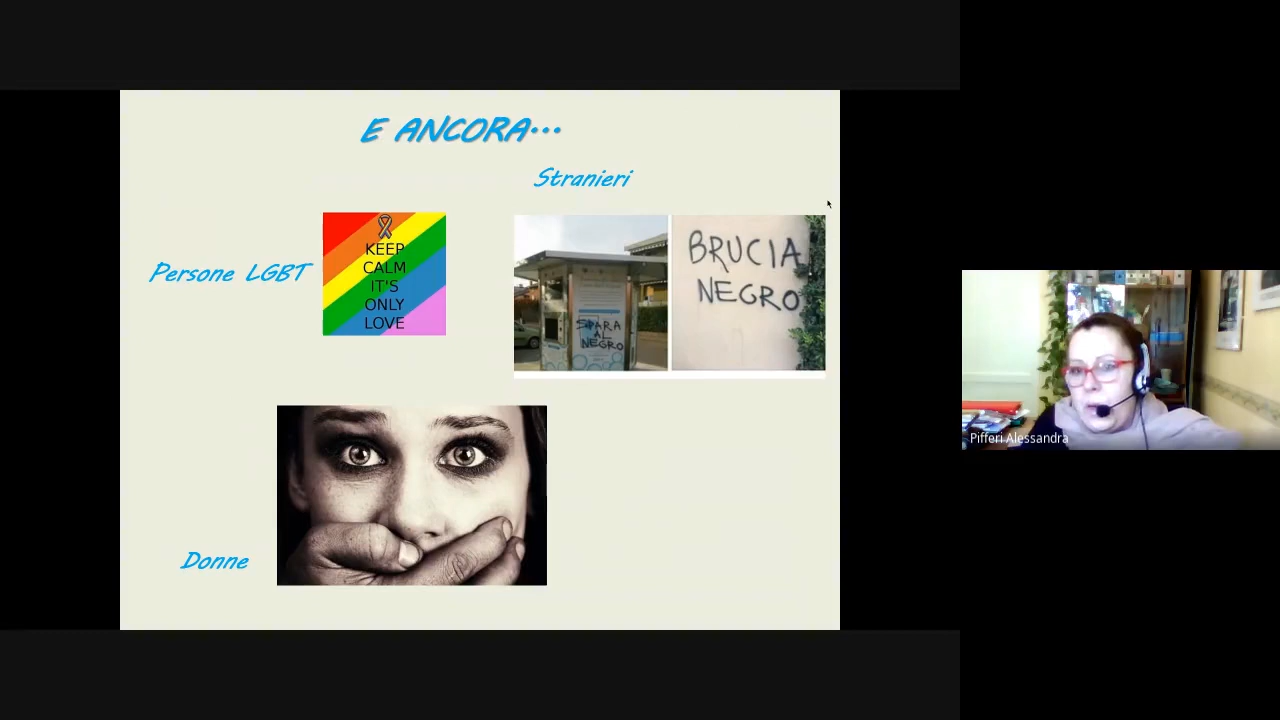 E ANCORA...
Stranieri
Persone LGBT
KEEP
CALM
IT'S
ONLY
LOVE
SPARA
AL
NEGRO
BRUCIA
NEGRO
Donne
Pifferi Alessandra